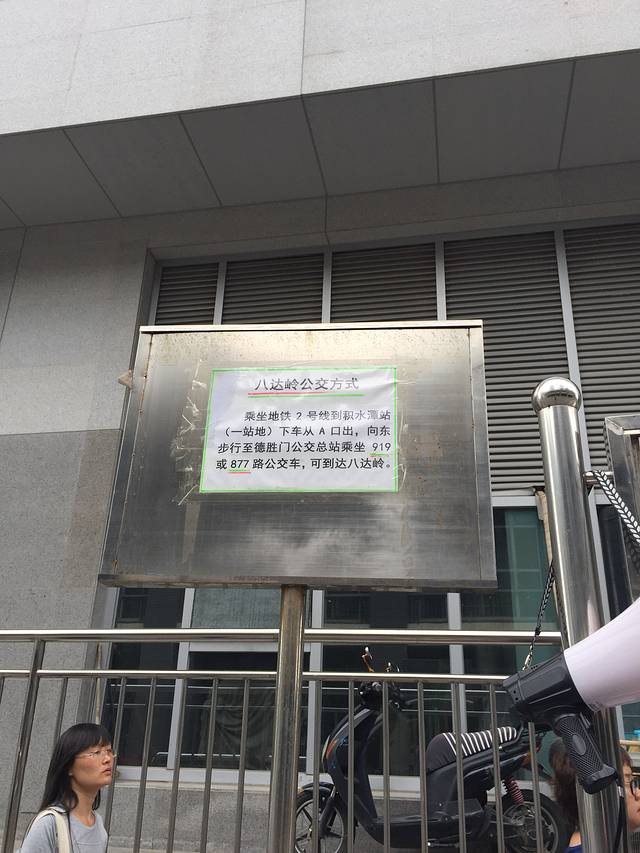 八达岭公交方式
乘坐地铁 2 号线到积水潭站
（一站地）下车从 A 口出，向东
步行至德胜门公交总站乘坐 919
或 877 路公交车，可到达八达岭。